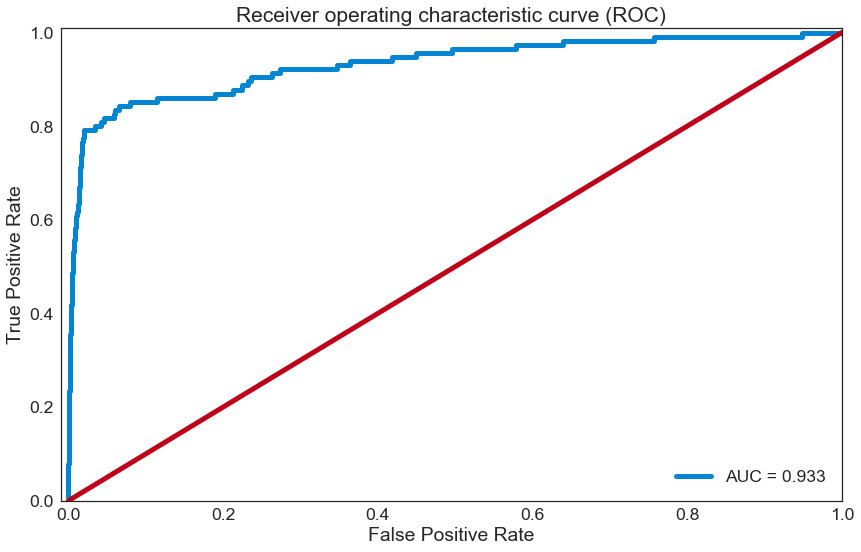 Receiver operating characteristic curve (ROC)
1.0
0.8
0.6
0.4
0.2
0.0
True Positive Rate
AUC = 0.933
0.0 0.2 0.4 0.6 0.8 1.0
False Positive Rate